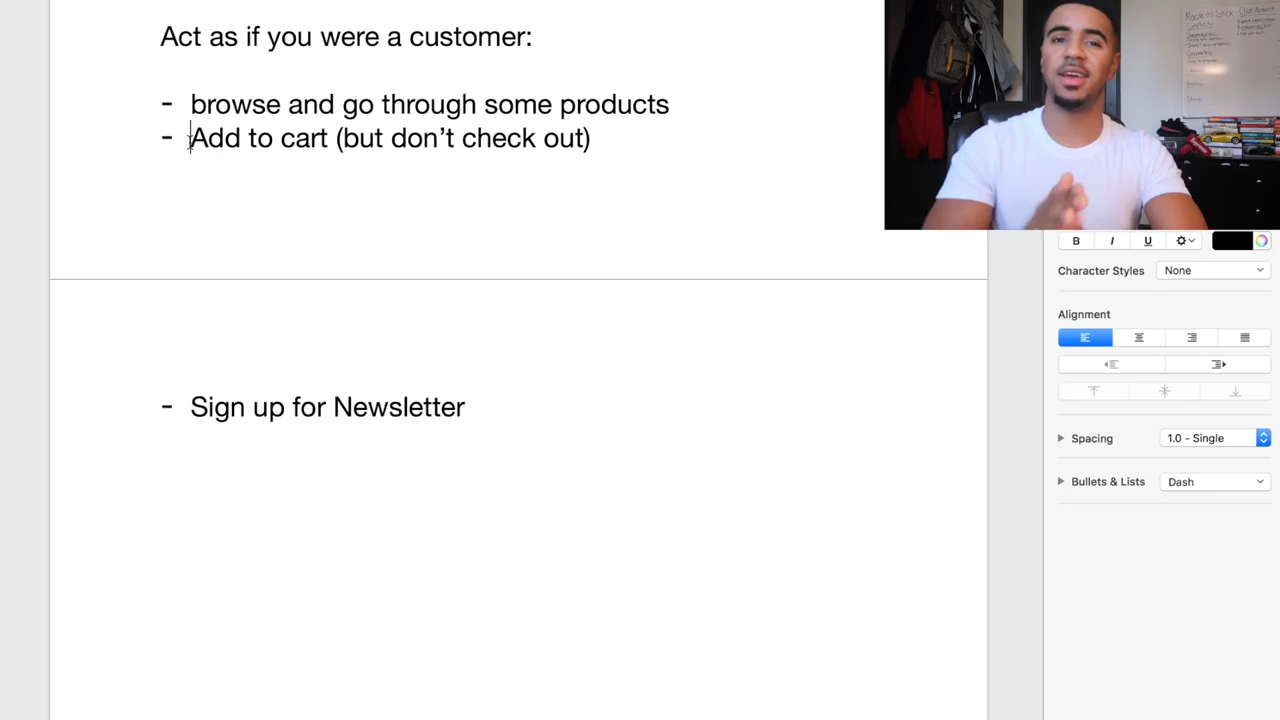 Act as if you were a customer:
- browse and go through some products
- Add to cart (but don’t check out)
- Sign up for Newsletter
B I U
Character Styles None
Alignment
Spacing 1.0 - Single
Bullets & Lists Dash